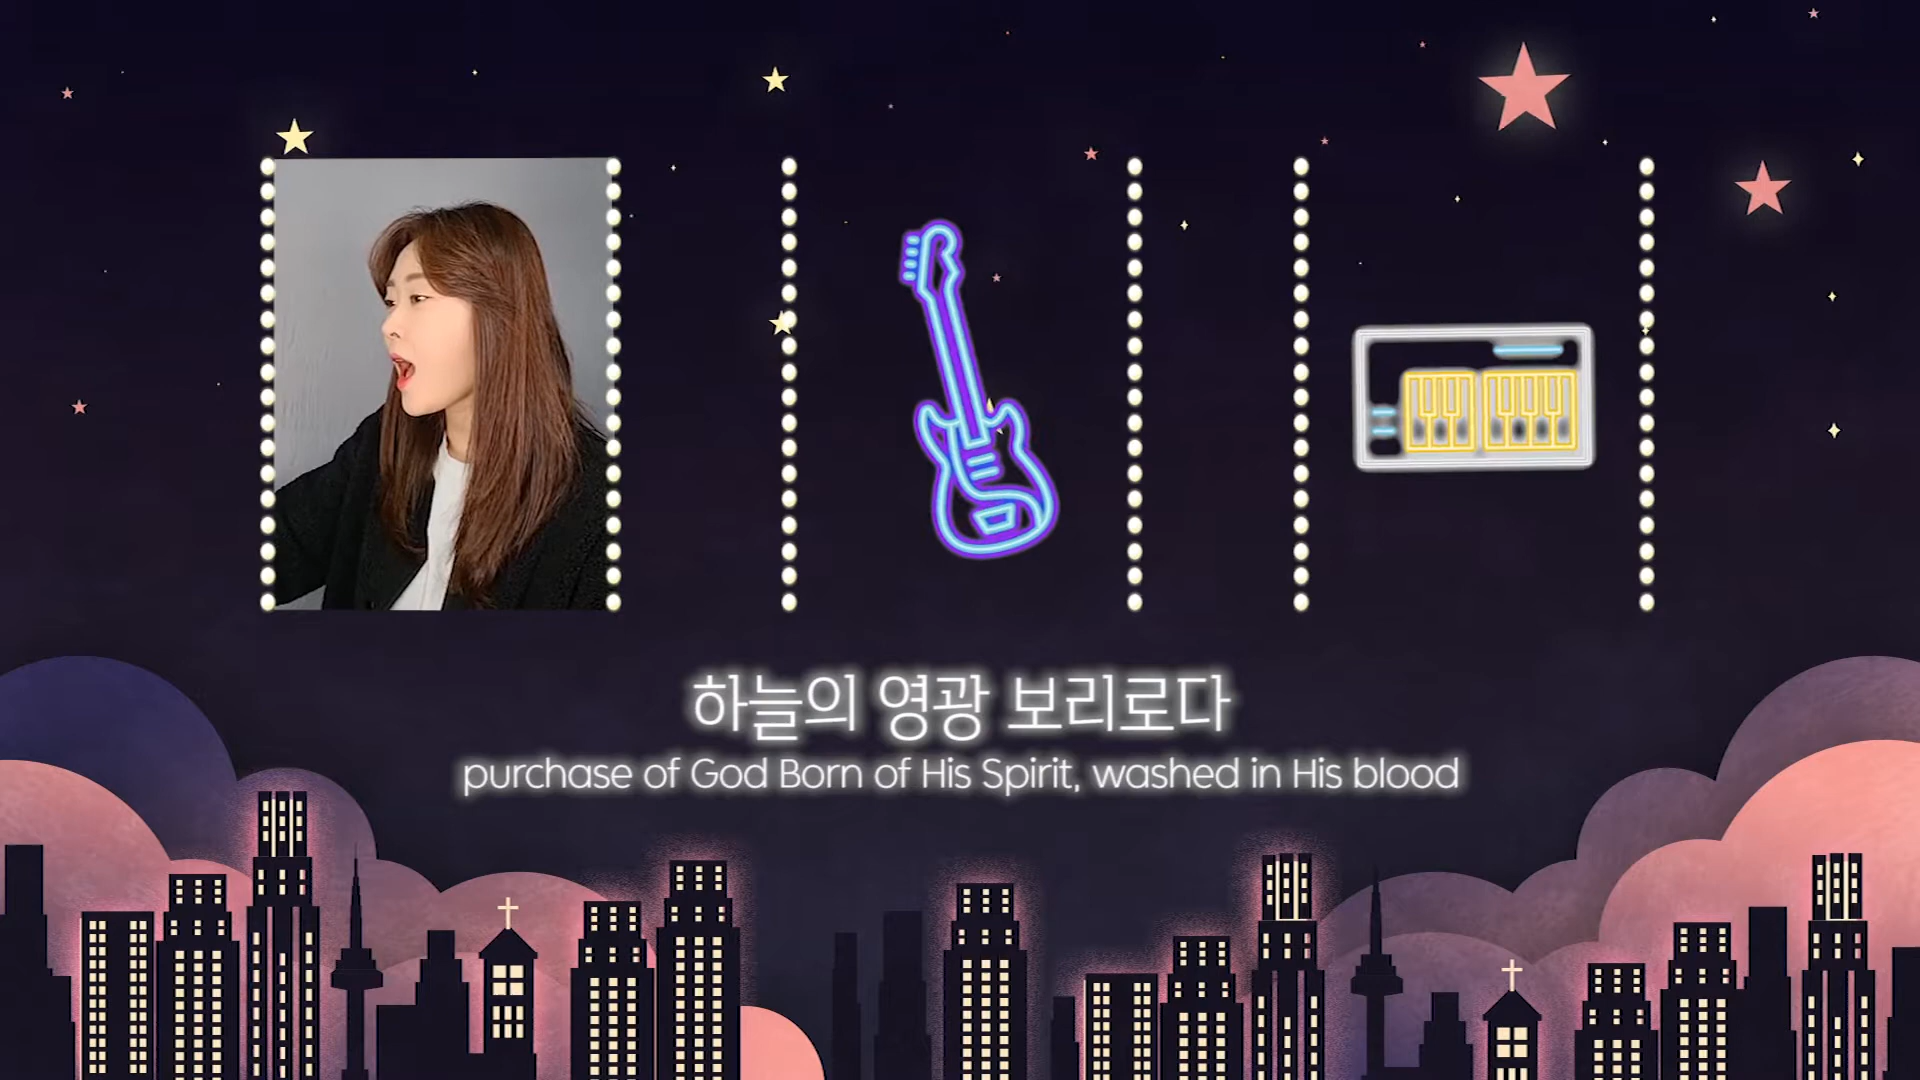 하늘의 영광 보리로다
purchase of God Born of His Spirit, washed in His blood